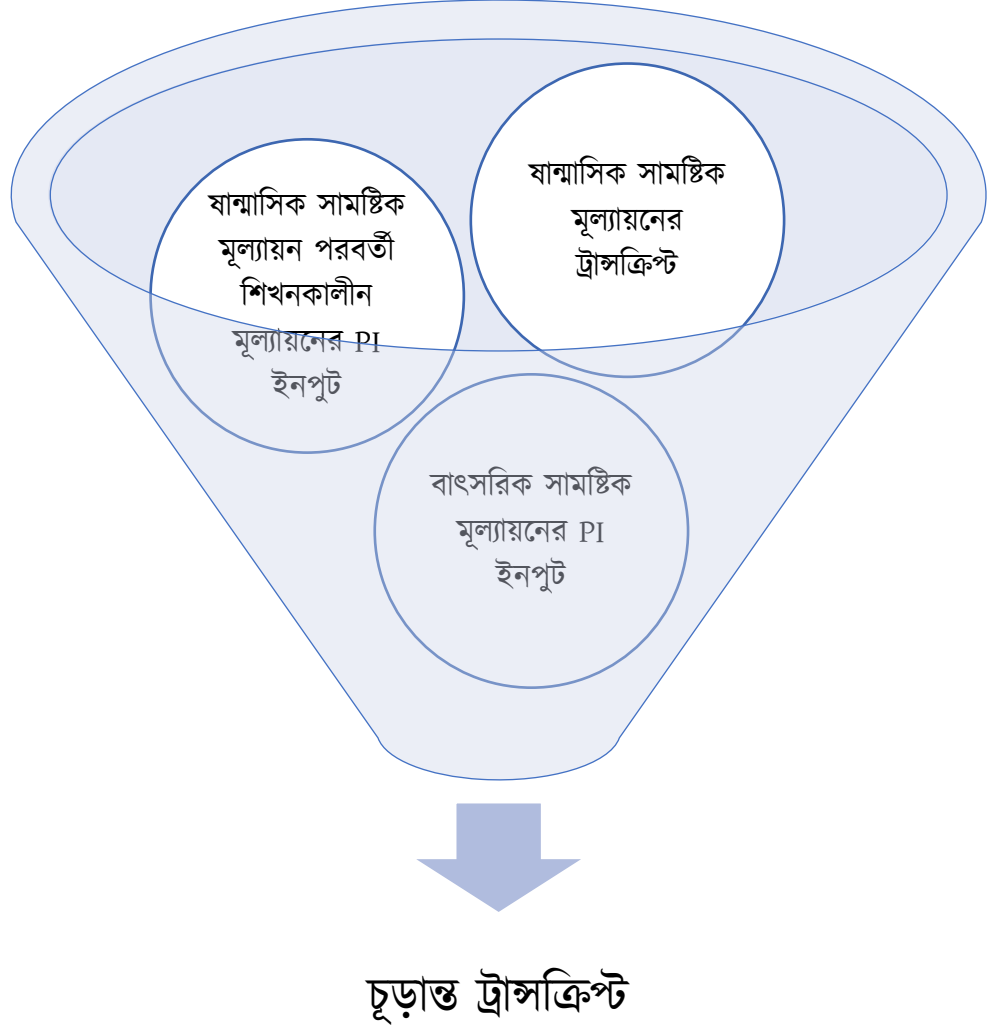 ষান্মাসিক সামষ্টিক
মূল্যায়ন পরবর্তী
শিখনকালীন
মূল্যায়নের PI
ইনপুট
ষান্মাসিক সামষ্টিক
মূল্যায়নের
ট্রান্সক্রিপ্ট
বাৎসরিক সামষ্টিক
মূল্যায়নের PI
ইনপুট
চূড়ান্ত ট্রান্সক্রিপ্ট